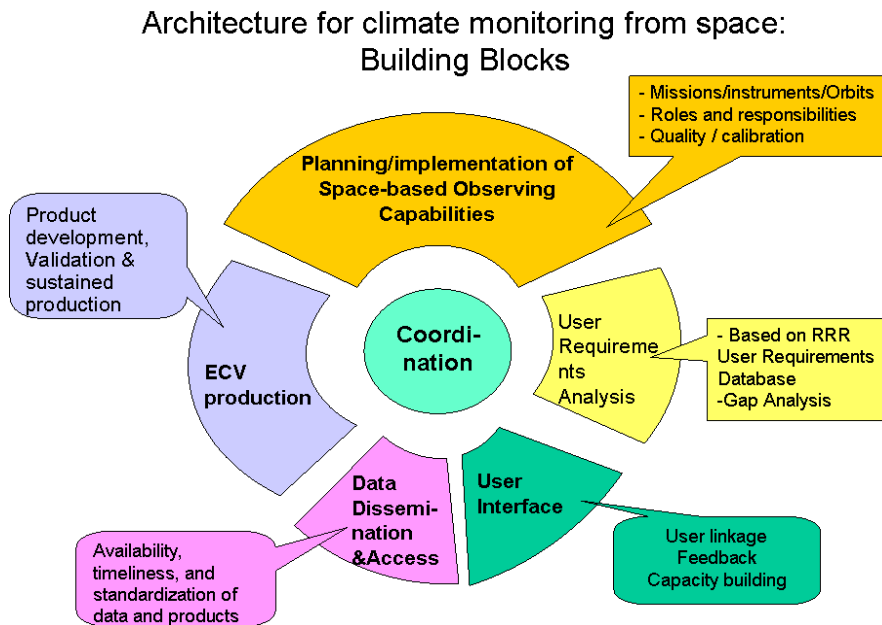 Architecture for climate monitoring from space:
Building Blocks
- Missions/instruments/Orbits
- Roles and responsibilities
- Quality / calibration
Planning/implementation of
Space-based Observing
Capabilities
Product
development,
Validation &
sustained
production
Coordi-
nation
User
Requireme
nts
Analysis
- Based on RRR
User Requirements
Database
-Gap Analysis
ECV
production
Data
Dissemi-
nation
&Access
User
Interface
Availability,
timeliness, and
standardization of
data and products
User linkage
Feedback
Capacity building